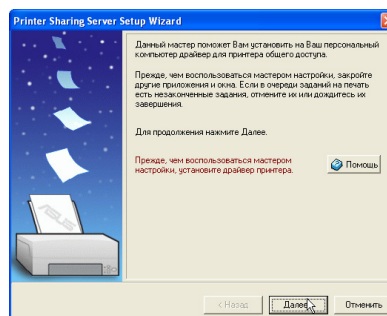 Printer Sharing Server Setup Wizard
Данный мастер поможет Вам установить на Ваш персональный
компьютер драйвер для принтера общего доступа.
Прежде, чем воспользоваться мастером настройки, закройте
другие приложения и окна. Если в очереди заданий на печать
есть незаконченные задания, отмените их или дождитесь их
завершения.
Для продолжения нажмите Далее.
Прежде, чем воспользоваться мастером
настройки, установите драйвер принтера.
Помощь
ASUS
< Назад
Далее
Отменить